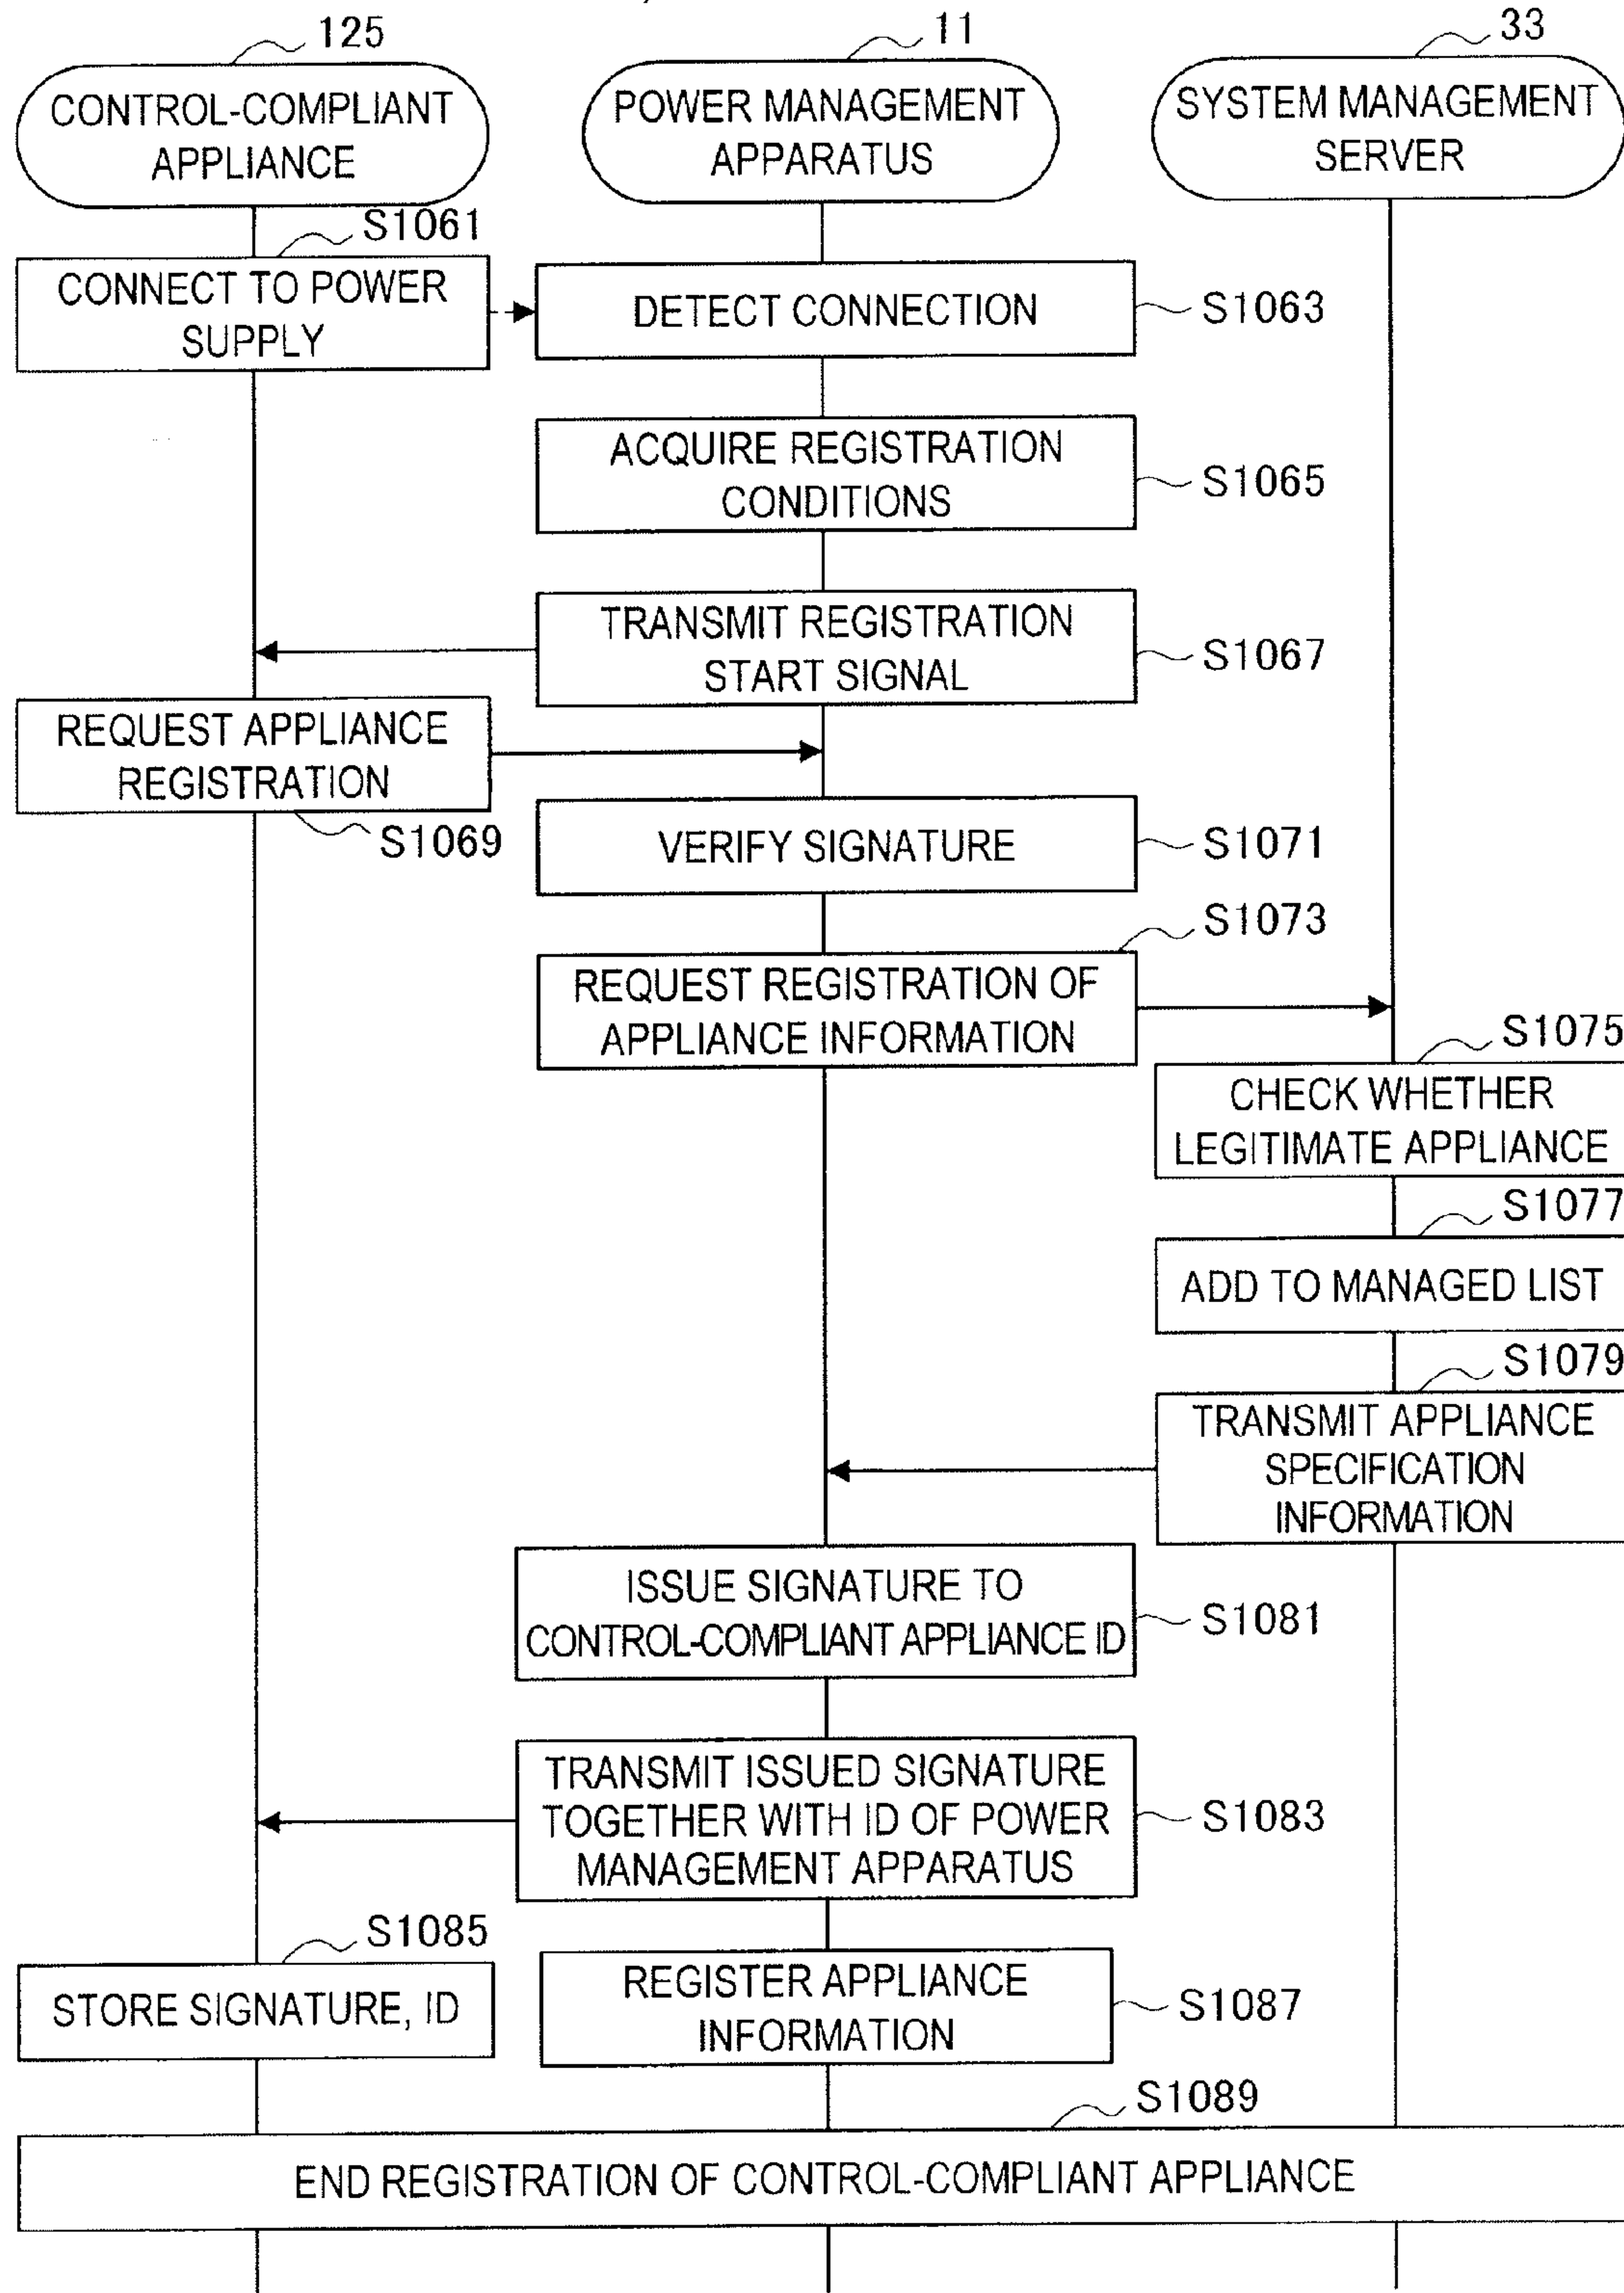 125
11
33
CONTROL-COMPLIANT
APPLIANCE
POWER MANAGEMENT
APPARATUS
SYSTEM MANAGEMENT
SERVER
S1061
CONNECT TO POWER
SUPPLY
DETECT CONNECTION
S1063
ACQUIRE REGISTRATION
CONDITIONS
S1065
TRANSMIT REGISTRATION
START SIGNAL
S1067
REQUEST APPLIANCE
REGISTRATION
S1069
VERIFY SIGNATURE
S1071
S1073
REQUEST REGISTRATION OF
APPLIANCE INFORMATION
S1075
CHECK WHETHER
LEGITIMATE APPLIANCE
S1077
ADD TO MANAGED LIST
S1079
TRANSMIT APPLIANCE
SPECIFICATION
INFORMATION
ISSUE SIGNATURE TO
CONTROL-COMPLIANT APPLIANCE ID
S1081
TRANSMIT ISSUED SIGNATURE
TOGETHER WITH ID OF POWER
MANAGEMENT APPARATUS
S1083
S1085
STORE SIGNATURE, ID
REGISTER APPLIANCE
INFORMATION
S1087
S1089
END REGISTRATION OF CONTROL-COMPLIANT APPLIANCE